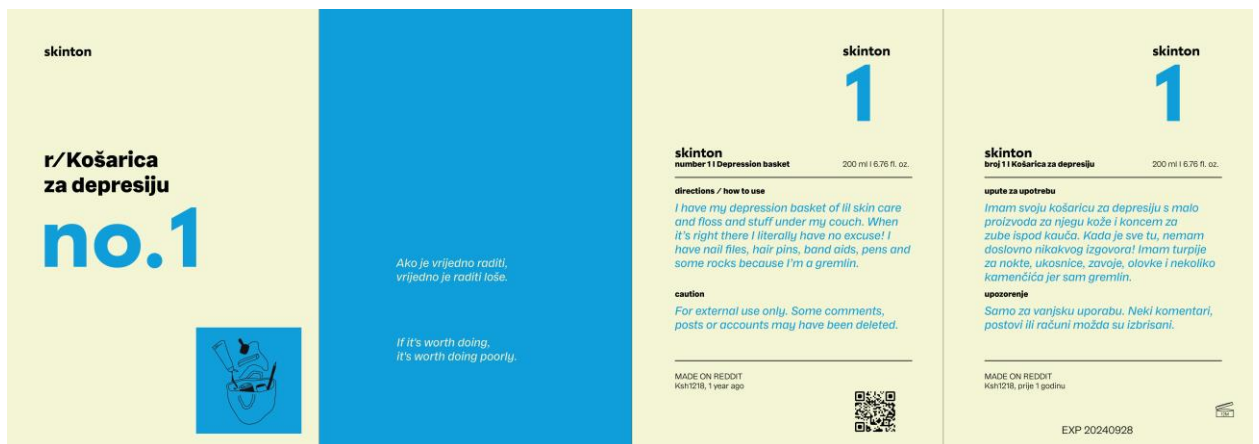 skinton
r/Košarica
za depresiju
no.1
Ako je vrijedno raditi,
vrijedno je raditi loše.
If it's worth doing,
it's worth doing poorly.
skinton
1
skinton
number 1 I Depression basket
200 ml I 6.76 fl. oz.
directions / how to use
I have my depression basket of lil skin care
and floss and stuff under my couch. When
it's right there I literally have no excuse! I
have nail files, hair pins, band aids, pens and
some rocks because I'm a gremlin.
caution
For external use only. Some comments,
posts or accounts may have been deleted.
MADE ON REDDIT
Ksh1218, 1 year ago
skinton
1
skinton
broj 1 I Košarica za depresiju
200 ml I 6.76 fl. oz.
upute za upotrebu
Imam svoju košaricu za depresiju s malo
proizvoda za njegu kože i koncem za
zube ispod kauča. Kada je sve tu, nemam
doslovno nikakvog izgovora! Imam turpije
za nokte, ukosnice, zavoje, olovke i nekoliko
kamenčića jer sam gremlin.
upozorenje
Samo za vanjsku uporabu. Neki komentari,
postovi ili računi možda su izbrisani.
MADE ON REDDIT
Ksh1218, prije 1 godinu
12M
EXP 20240928